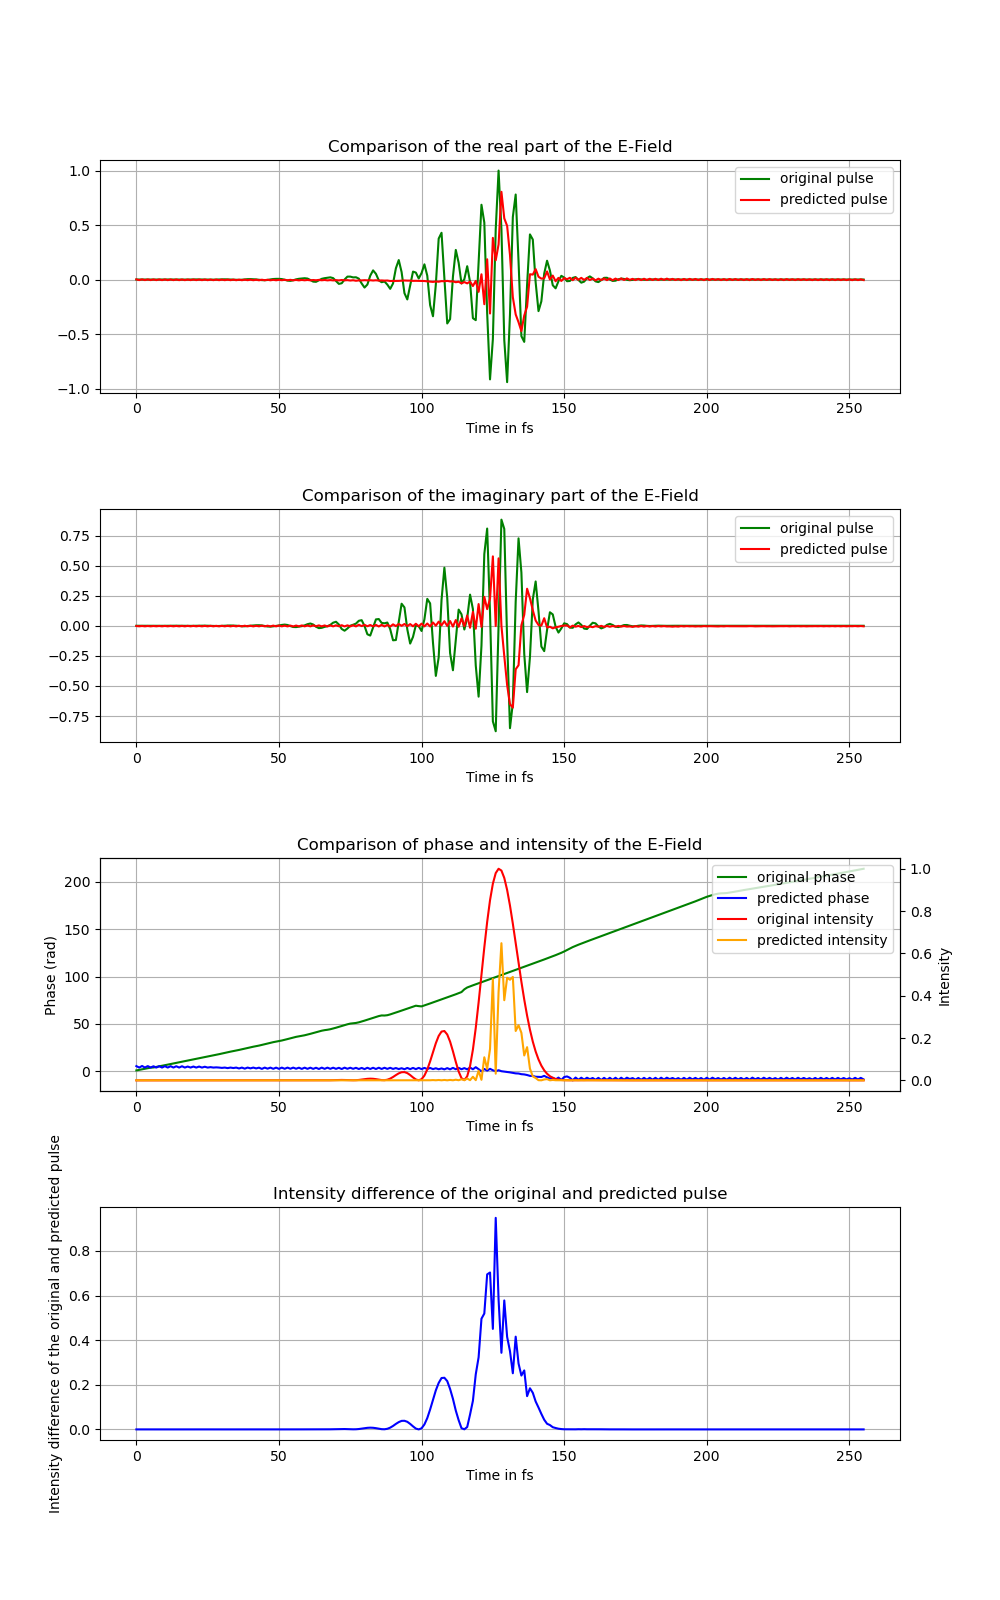 Comparison of the real part of the E-Field
1.0
0.5
0.0
−0.5
−1.0
original pulse
predicted pulse
0 50 100 150 200 250
Time in fs
Comparison of the imaginary part of the E-Field
0.75
0.50
0.25
0.00
−0.25
−0.50
−0.75
original pulse
predicted pulse
0 50 100 150 200 250
Time in fs
Comparison of phase and intensity of the E-Field
Phase (rad)
200
150
100
50
0
original phase
predicted phase
original intensity
predicted intensity
1.0
0.8
0.6
0.4
0.2
0.0
Intensity
0 50 100 150 200 250
Time in fs
Intensity difference of the original and predicted pulse
Intensity difference of the original and predicted pulse
0.8
0.6
0.4
0.2
0.0
0 50 100 150 200 250
Time in fs